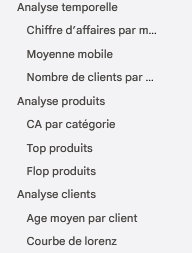 Analyse temporelle
Chiffre d'affaires par m...
Moyenne mobile
Nombre de clients par ...
Analyse produits
CA par catégorie
Top produits
Flop produits
Analyse clients
Age moyen par client
Courbe de lorenz